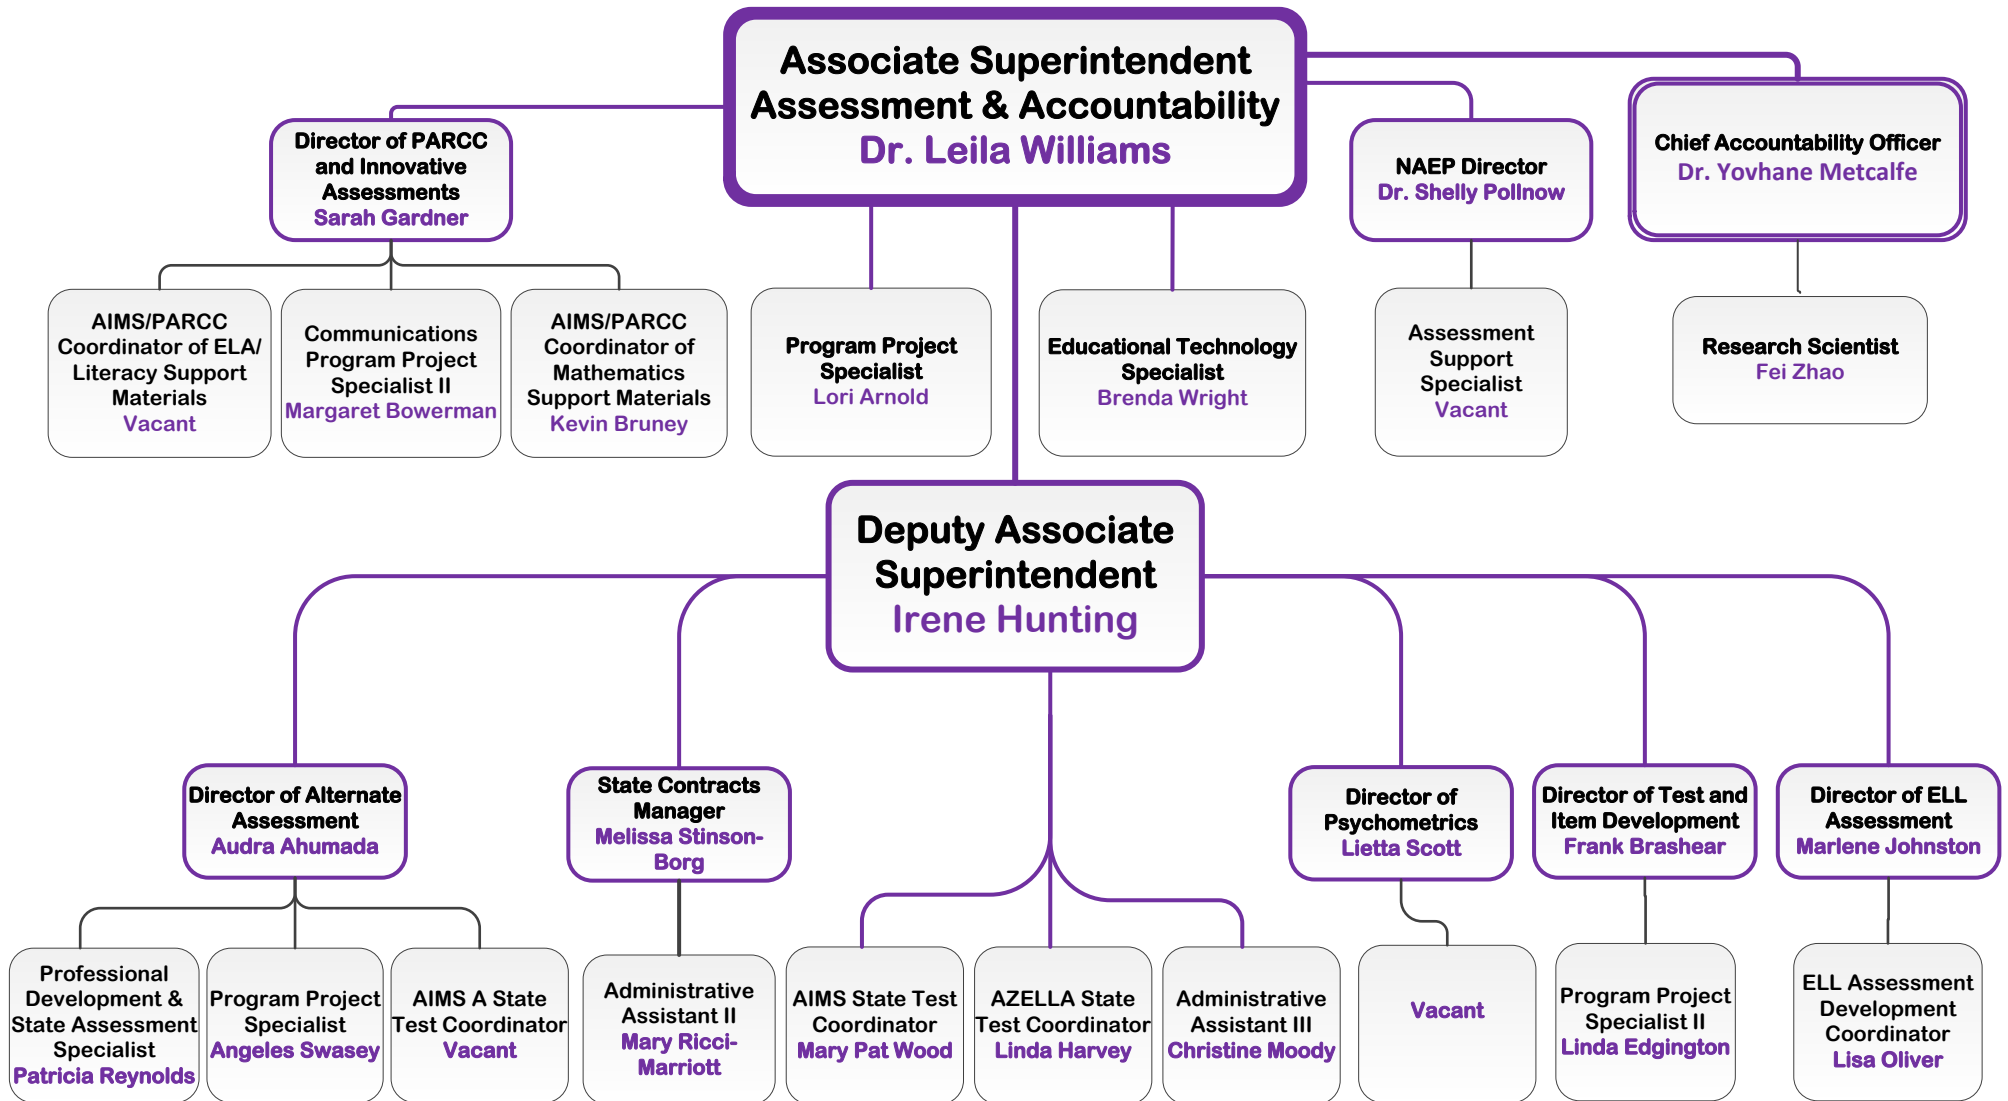 Associate Superintendent
Assessment & Accountability
Dr. Leila Williams
Director of PARCC
and Innovative
Assessments
Sarah Gardner
NAEP Director
Dr. Shelly Pollnow
Chief Accountability Officer
Dr. Yovhane Metcalfe
AIMS/PARCC
Coordinator of ELA/
Literacy Support
Materials
Vacant
Communications
Program Project
Specialist II
Margaret Bowerman
AIMS/PARCC
Coordinator of
Mathematics
Support Materials
Kevin Bruney
Program Project
Specialist
Lori Arnold
Educational Technology
Specialist
Brenda Wright
Assessment
Support
Specialist
Vacant
Research Scientist
Fei Zhao
Deputy Associate
Superintendent
Irene Hunting
Director of Alternate
Assessment
Audra Ahumada
State Contracts
Manager
Melissa Stinson-
Borg
Director of
Psychometrics
Lietta Scott
Director of Test and
Item Development
Frank Brashear
Director of ELL
Assessment
Marlene Johnston
Professional
Development &
State Assessment
Specialist
Patricia Reynolds
Program Project
Specialist
Angeles Swasey
AIMS A State
Test Coordinator
Vacant
Administrative
Assistant II
Mary Ricci-
Marriott
AIMS State Test
Coordinator
Mary Pat Wood
AZELLA State
Test Coordinator
Linda Harvey
Administrative
Assistant III
Christine Moody
Vacant
Program Project
Specialist II
Linda Edgington
ELL Assessment
Development
Coordinator
Lisa Oliver